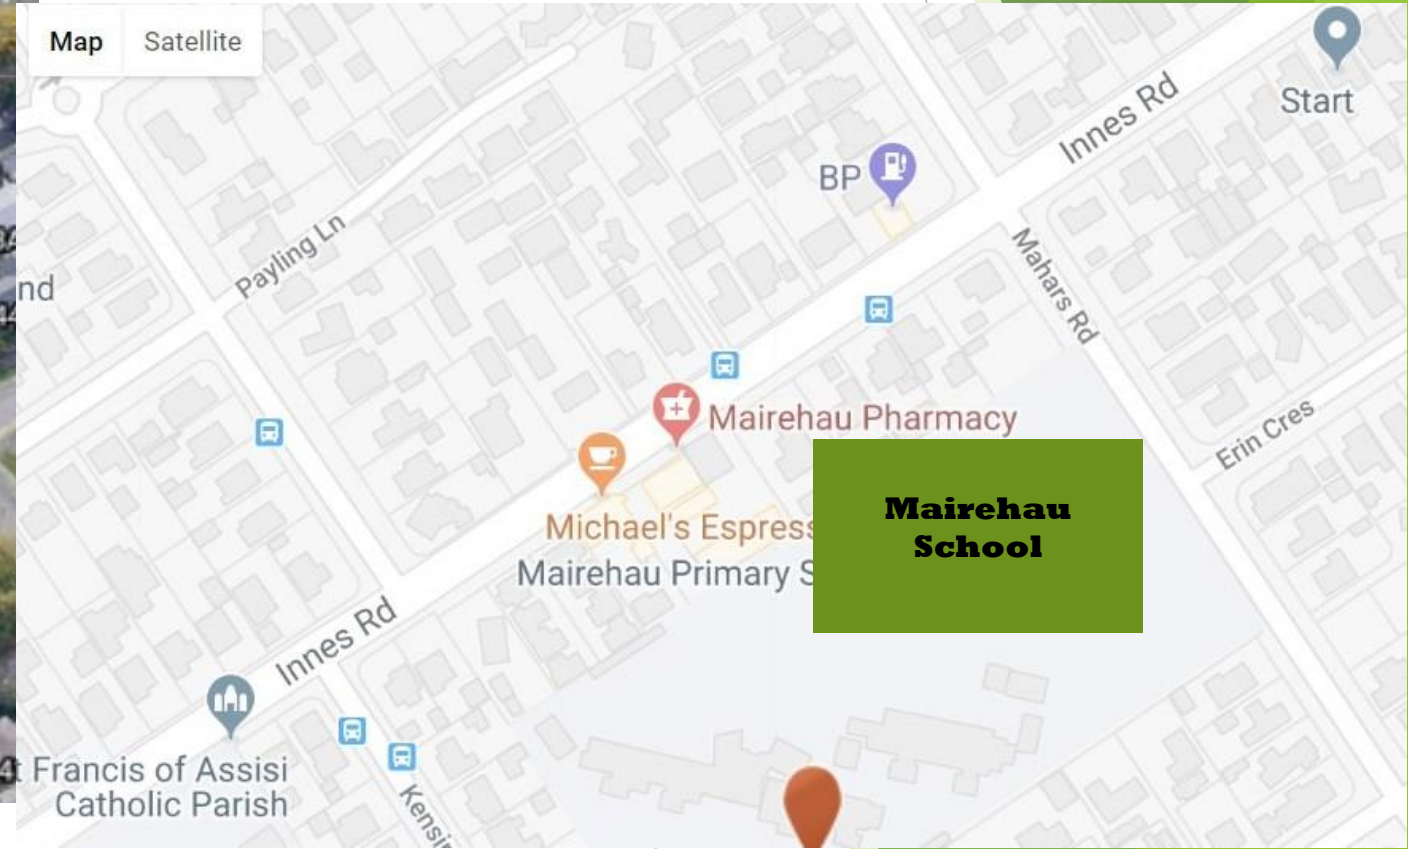 Map Satellite
Start
Innes Rd
BP
Payling Ln
Mahars Rd
nd
Mairehau Pharmacy
Erin Cres
Mairehau
School
Michael's Espress
Mairehau Primary S
Innes Rd
t Francis of Assisi
Catholic Parish
Kensi